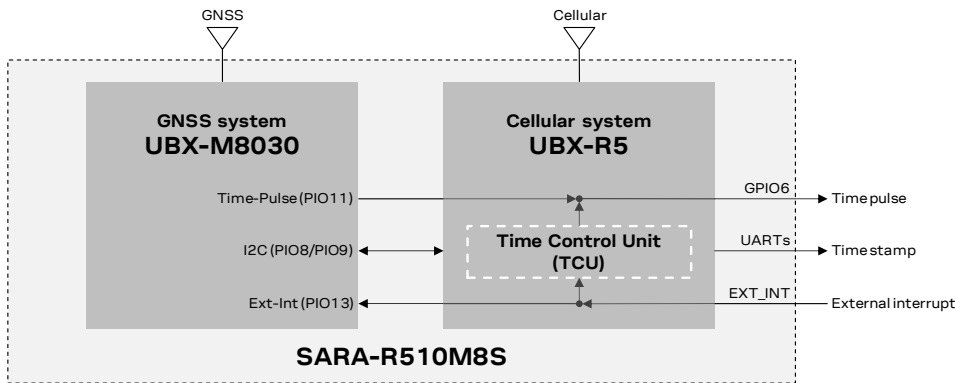 GNSS
Cellular
GNSS system
UBX-M8030
Cellular system
UBX-R5
Time-Pulse (PIO11)
GPIO6
Time pulse
I2C (PIO8/PIO9)
Time Control Unit
(TCU)
UARTs
Time stamp
Ext-Int (PIO13)
EXT_INT
External interrupt
SARA-R510M8S